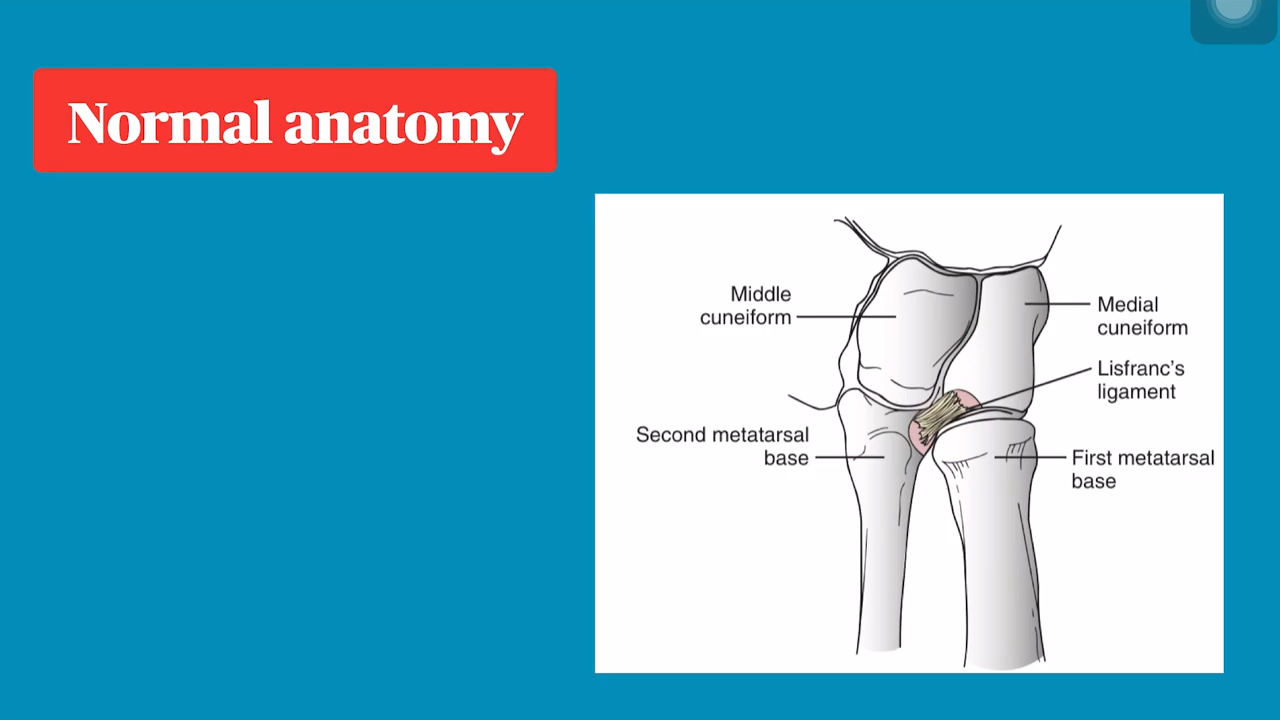 Normal anatomy
Middle
cuneiform
Medial
cuneiform
Lisfranc's
ligament
Second metatarsal
base
First metatarsal
base